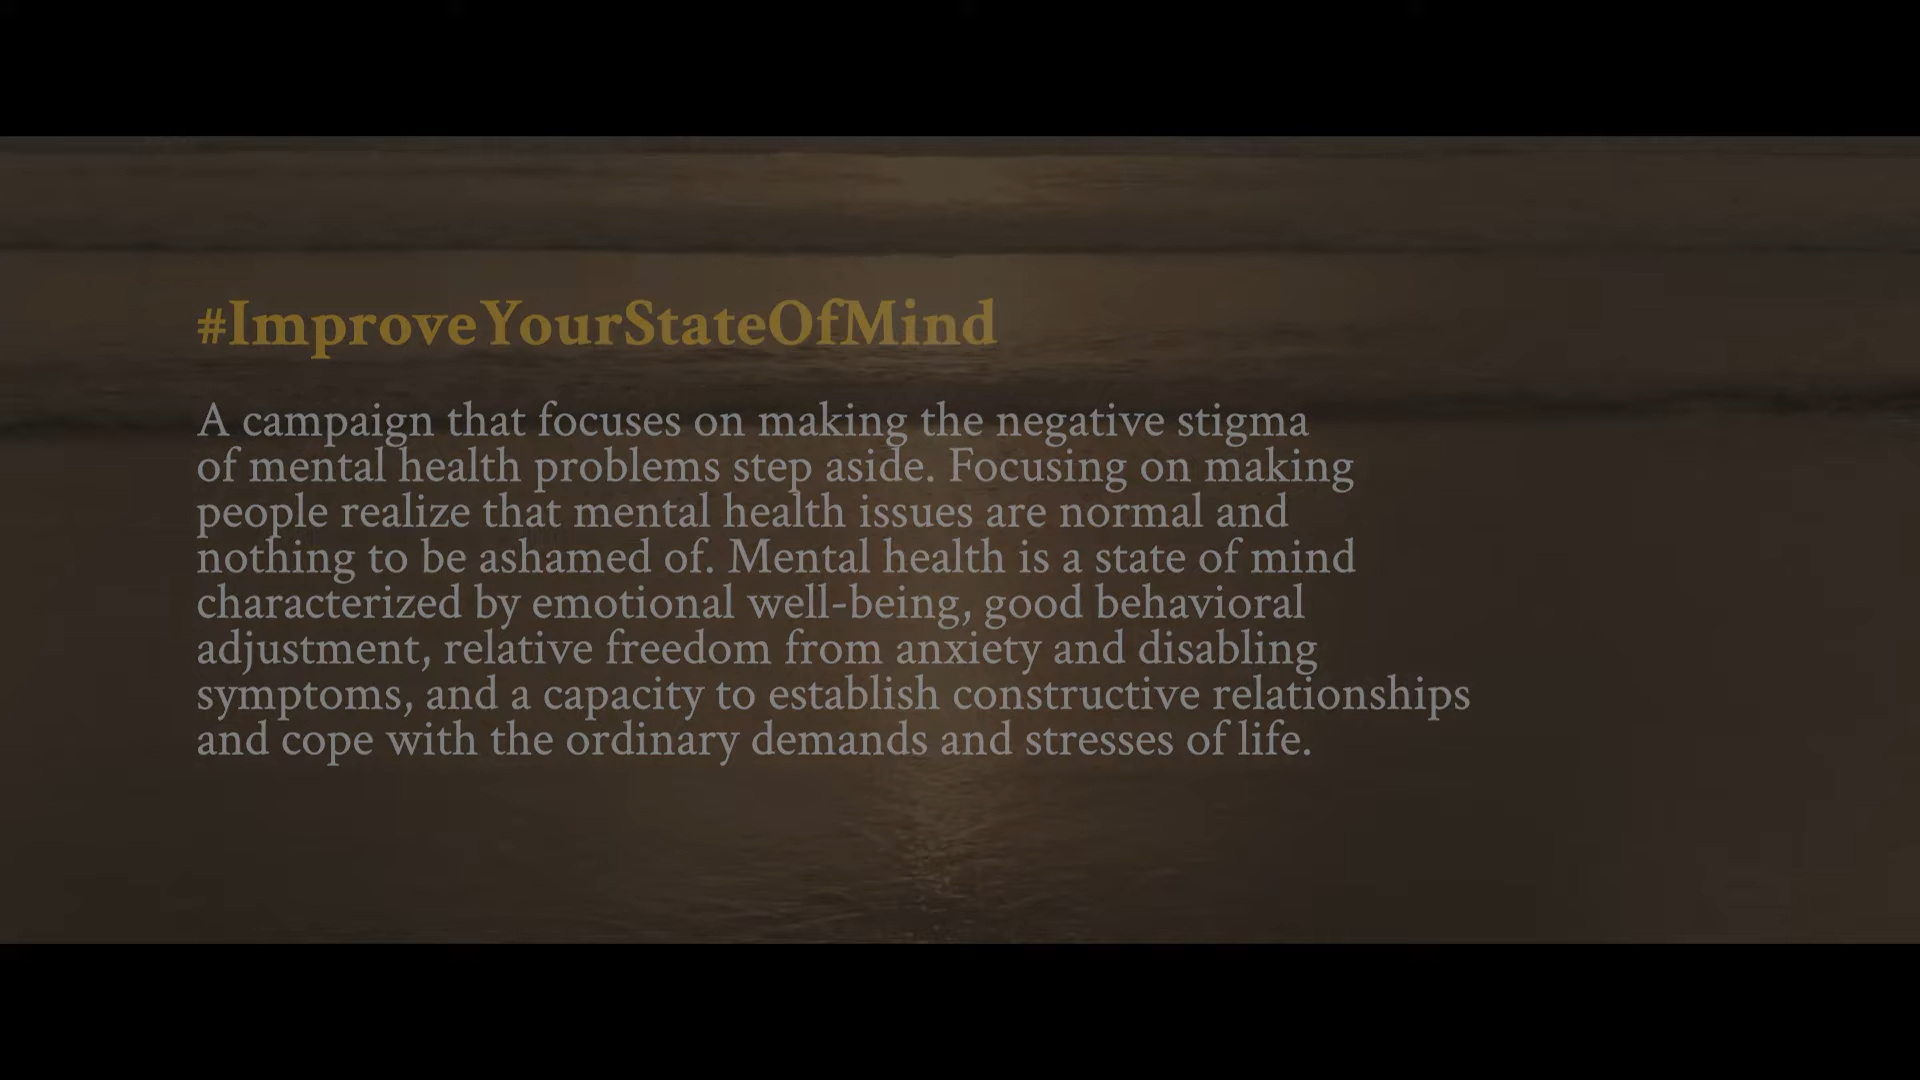 #ImproveYourStateOfMind
A campaign that focuses on making the negative stigma
of mental health problems step aside. Focusing on making
people realize that mental health issues are normal and
nothing to be ashamed of. Mental health is a state of mind
characterized by emotional well-being, good behavioral
adjustment, relative freedom from anxiety and disabling
symptoms, and a capacity to establish constructive relationships
and cope with the ordinary demands and stresses of life.